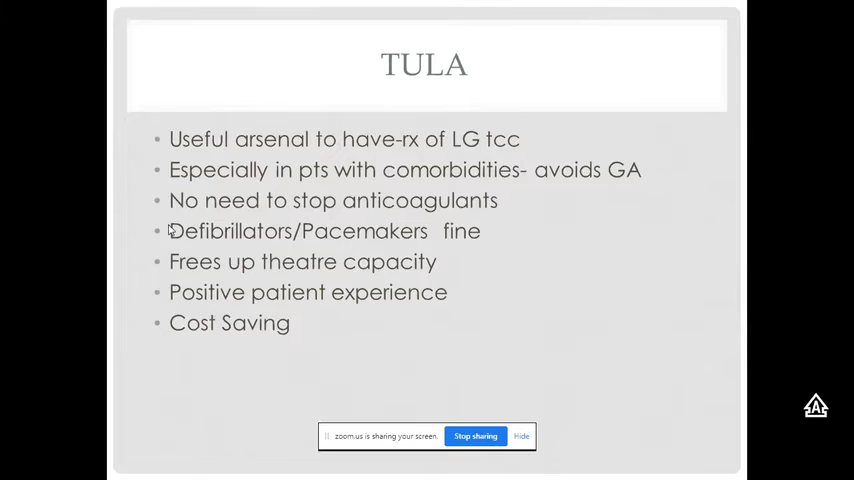 TULA
• Useful arsenal to have-rx of LG tcc
• Especially in pts with comorbidities- avoids GA
• No need to stop anticoagulants
• Defibrillators/Pacemakers fine
• Frees up theatre capacity
• Positive patient experience
• Cost Saving
zoom.us is sharing your screen. Stop sharing Hide
A